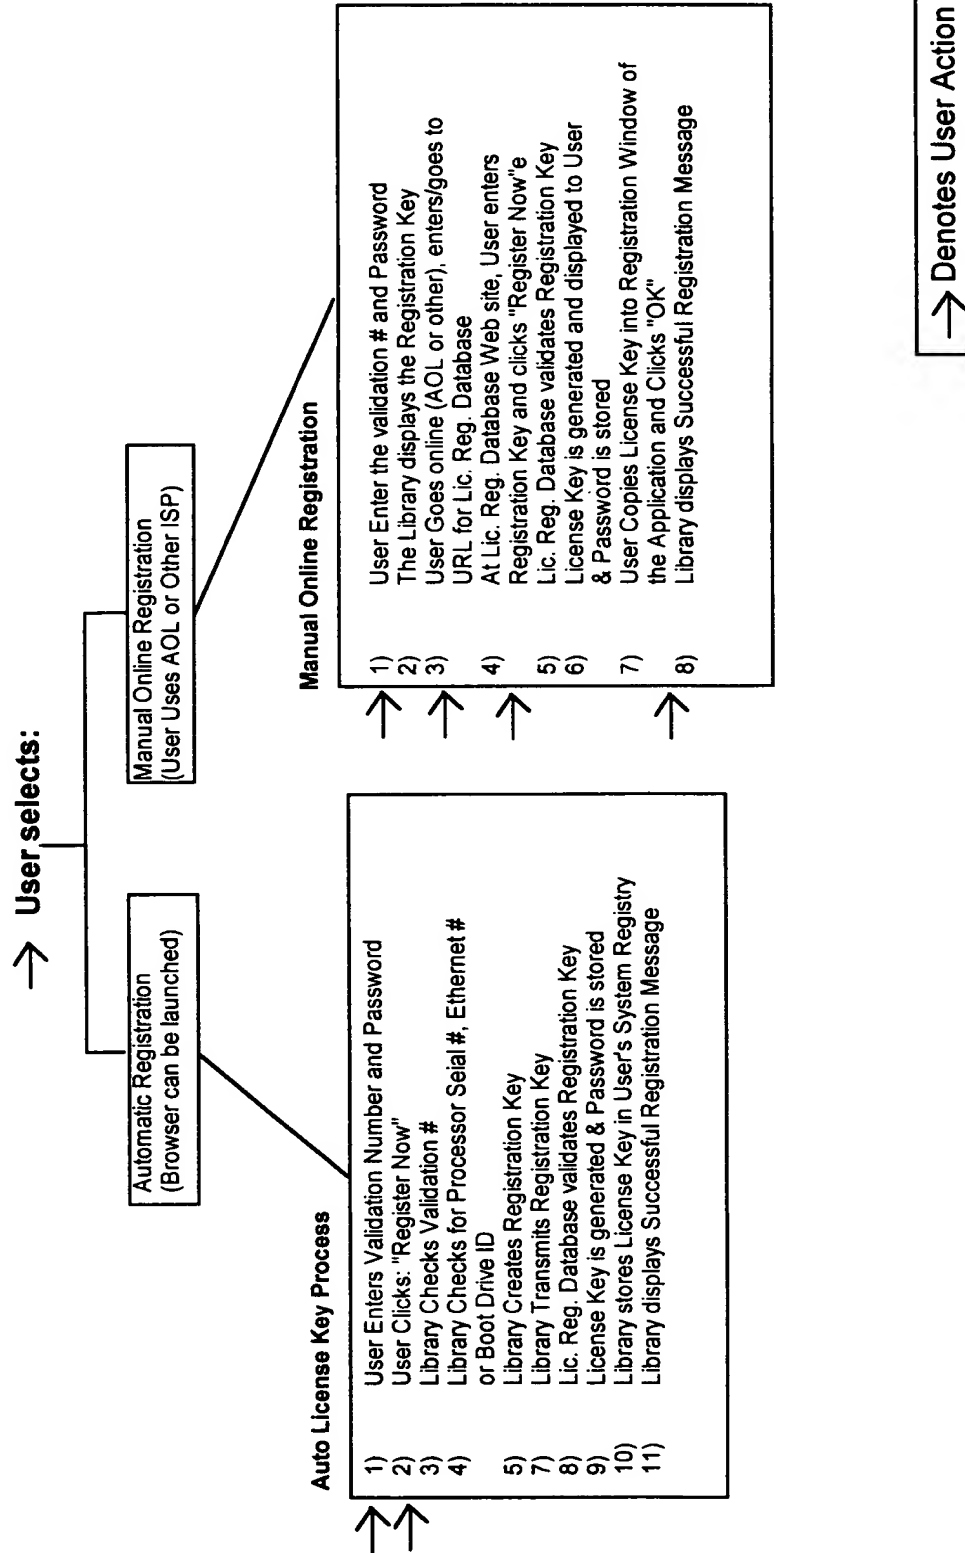 → User selects:
Automatic Registration
(Browser can be launched)
Manual Online Registration
(User Uses AOL or Other ISP)
Auto License Key Process
→ 1) User Enters Validation Number and Password
→ 2) User Clicks: "Register Now"
3) Library Checks Validation #
4) Library Checks for Processor Seial #, Ethernet #
or Boot Drive ID
5) Library Creates Registration Key
7) Library Transmits Registration Key
8) Lic. Reg. Database validates Registration Key
9) License Key is generated & Password is stored
10) Library stores License Key in User's System Registry
11) Library displays Successful Registration Message
Manual Online Registration
→ 1) User Enter the validation # and Password
2) The Library displays the Registration Key
→ 3) User Goes online (AOL or other), enters/goes to
URL for Lic. Reg. Database
4) At Lic. Reg. Database Web site, User enters
→ Registration Key and clicks "Register Now"e
5) Lic. Reg. Database validates Registration Key
6) License Key is generated and displayed to User
& Password is stored
7) User Copies License Key into Registration Window of
→ the Application and Clicks "OK"
8) Library displays Successful Registration Message
→ Denotes User Action